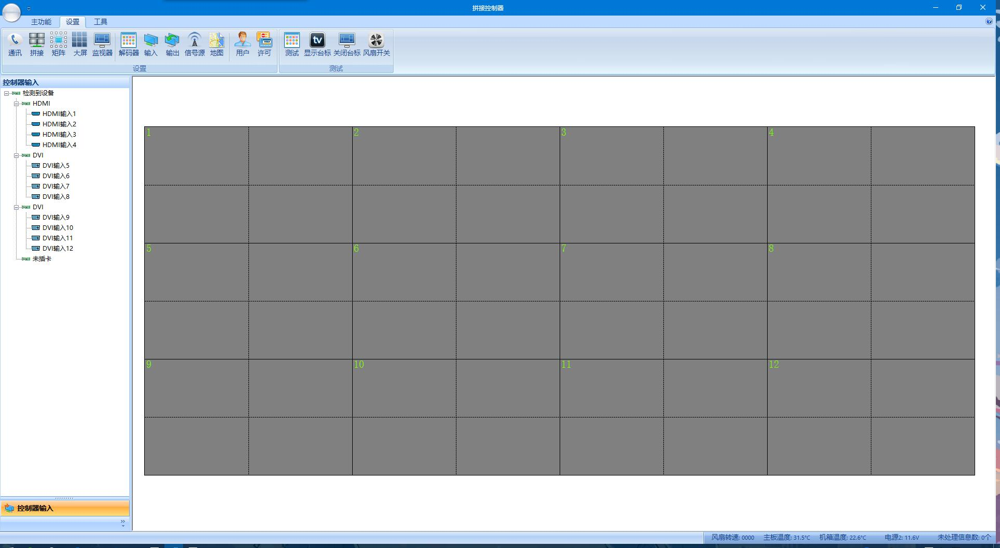 拼接控制器
主功能 设置 工具
通讯 拼接 矩阵 大屏 监视器 解码器 输入 输出 信号源 地图 用户 许可 测试 显示台标 关闭台标 风扇开关
设置 测试
控制器输入
检测到设备
HDMI
HDMI输入1
HDMI输入2
HDMI输入3
HDMI输入4
DVI
DVI输入5
DVI输入6
DVI输入7
DVI输入8
DVI
DVI输入9
DVI输入10
DVI输入11
DVI输入12
未插卡
1 2 3 4
5 6 7 8
9 10 11 12
控制器输入
风扇转速: 0000 主板温度: 31.5°C 机箱温度: 22.6°C 电源2: 11.6V 未处理信息数: 0个